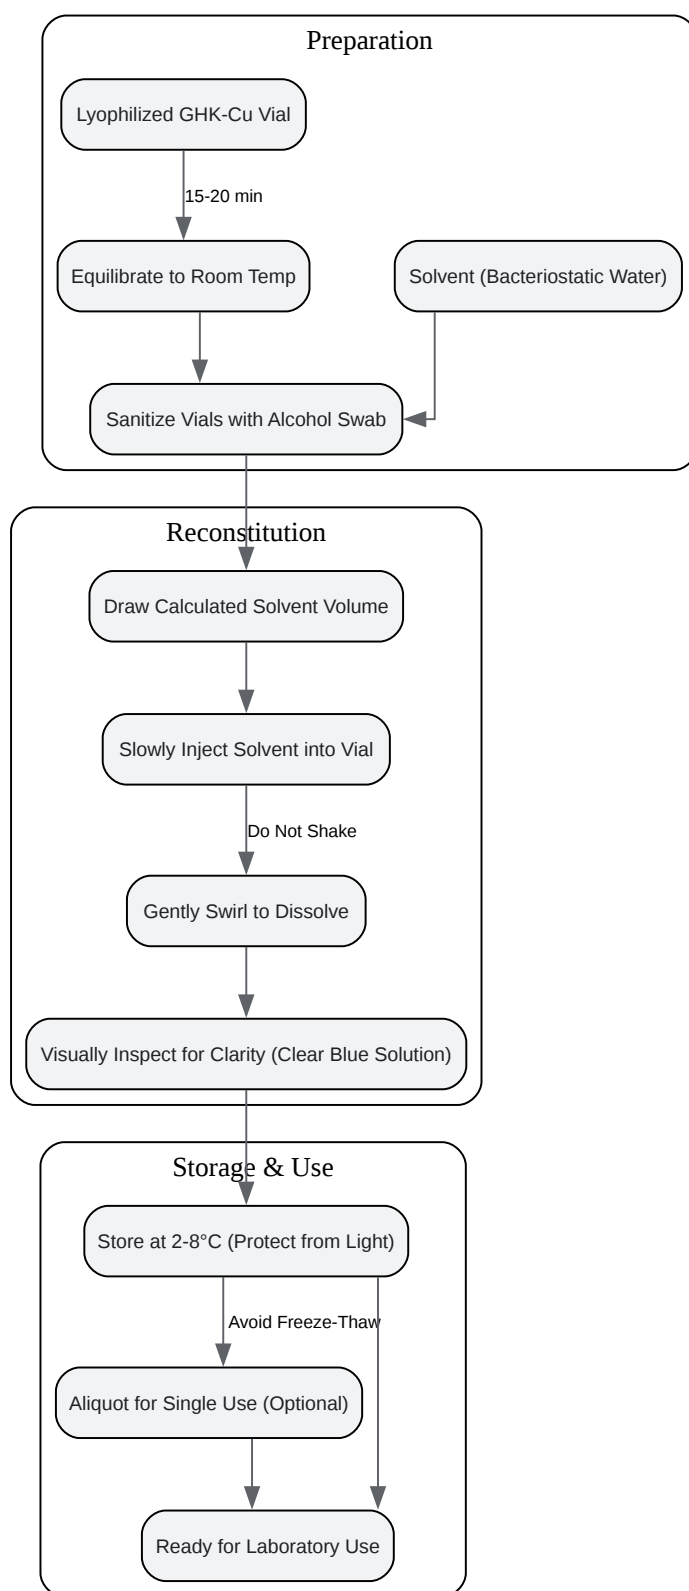 Preparation
Lyophilized GHK-Cu Vial
15-20 min
Equilibrate to Room Temp
Solvent (Bacteriostatic Water)
Sanitize Vials with Alcohol Swab
Reconstitution
Draw Calculated Solvent Volume
Slowly Inject Solvent into Vial
Do Not Shake
Gently Swirl to Dissolve
Visually Inspect for Clarity (Clear Blue Solution)
Storage & Use
Store at 2-8°C (Protect from Light)
Avoid Freeze-Thaw
Aliquot for Single Use (Optional)
Ready for Laboratory Use